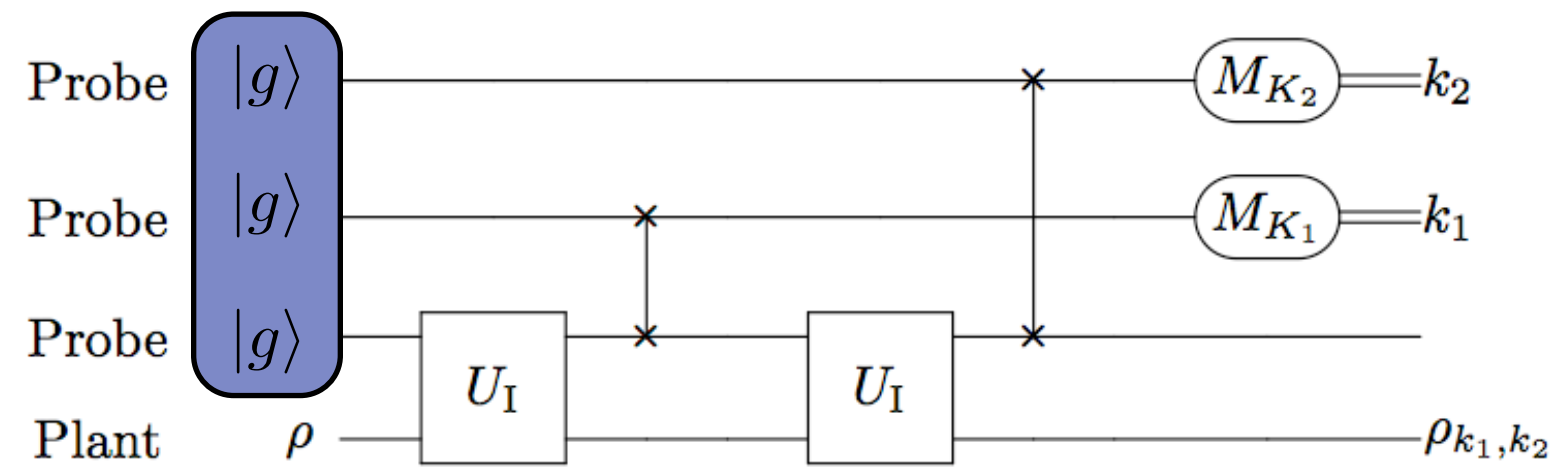 Probe |g⟩ M_{K_2} k_2
Probe |g⟩ M_{K_1} k_1
Probe |g⟩ U_I U_I
Plant ρ ρ_{k_1,k_2}